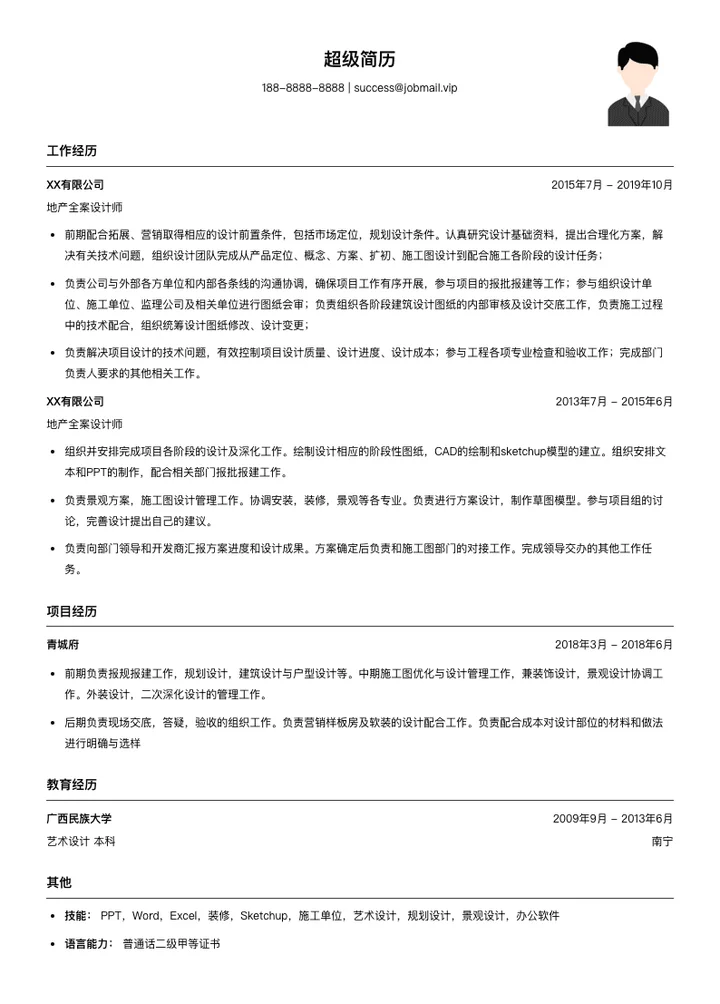 超级简历
188-8888-8888 | success@jobmail.vip
工作经历
XX有限公司 2015年7月 – 2019年10月
地产全案设计师
• 前期配合拓展、营销取得相应的设计前置条件，包括市场定位，规划设计条件。认真研究设计基础资料，提出合理化方案，解
决有关技术问题，组织设计团队完成从产品定位、概念、方案、扩初、施工图设计到配合施工各阶段的设计任务；
• 负责公司与外部各方单位和内部各条线的沟通协调，确保项目工作有序开展，参与项目的报批报建等工作；参与组织设计单
位、施工单位、监理公司及相关单位进行图纸会审；负责组织各阶段建筑设计图纸的内部审核及设计交底工作，负责施工过程
中的技术配合，组织统筹设计图纸修改、设计变更；
• 负责解决项目设计的技术问题，有效控制项目设计质量、设计进度、设计成本；参与工程各项专业检查和验收工作；完成部门
负责人要求的其他相关工作。
XX有限公司 2013年7月 – 2015年6月
地产全案设计师
• 组织并安排完成项目各阶段的设计及深化工作。绘制设计相应的阶段性图纸，CAD的绘制和sketchup模型的建立。组织安排文
本和PPT的制作，配合相关部门报批报建工作。
• 负责景观方案，施工图设计管理工作。协调安装，装修，景观等各专业。负责进行方案设计，制作草图模型。参与项目组的讨
论，完善设计提出自己的建议。
• 负责向部门领导和开发商汇报方案进度和设计成果。方案确定后负责和施工图部门的对接工作。完成领导交办的其他工作任
务。
项目经历
青城府 2018年3月 – 2018年6月
• 前期负责报规报建工作，规划设计，建筑设计与户型设计等。中期施工图优化与设计管理工作，兼装饰设计，景观设计协调工
作。外装设计，二次深化设计的管理工作。
• 后期负责现场交底，答疑，验收的组织工作。负责营销样板房及软装的设计配合工作。负责配合成本对设计部位的材料和做法
进行明确与选样
教育经历
广西民族大学 2009年9月 – 2013年6月
艺术设计 本科 南宁
其他
• 技能： PPT，Word，Excel，装修，Sketchup，施工单位，艺术设计，规划设计，景观设计，办公软件
• 语言能力： 普通话二级甲等证书